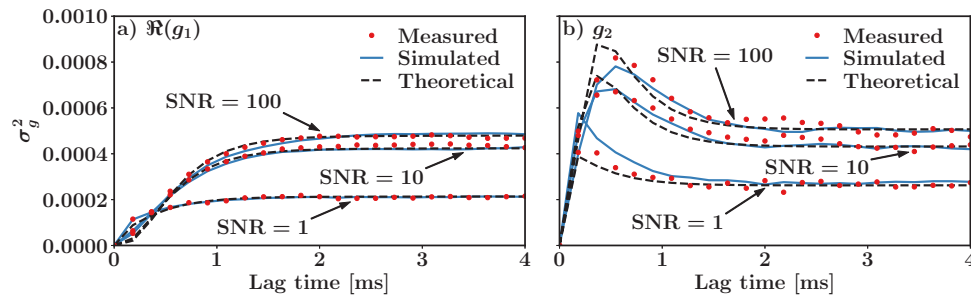 0.0010
0.0008
0.0006
0.0004
0.0002
0.0000
σ²g
a) ℜ(g₁)
Measured
Simulated
Theoretical
SNR = 100
SNR = 10
SNR = 1
0 1 2 3 4
Lag time [ms]
b) g₂
Measured
Simulated
Theoretical
SNR = 100
SNR = 10
SNR = 1
0 1 2 3 4
Lag time [ms]